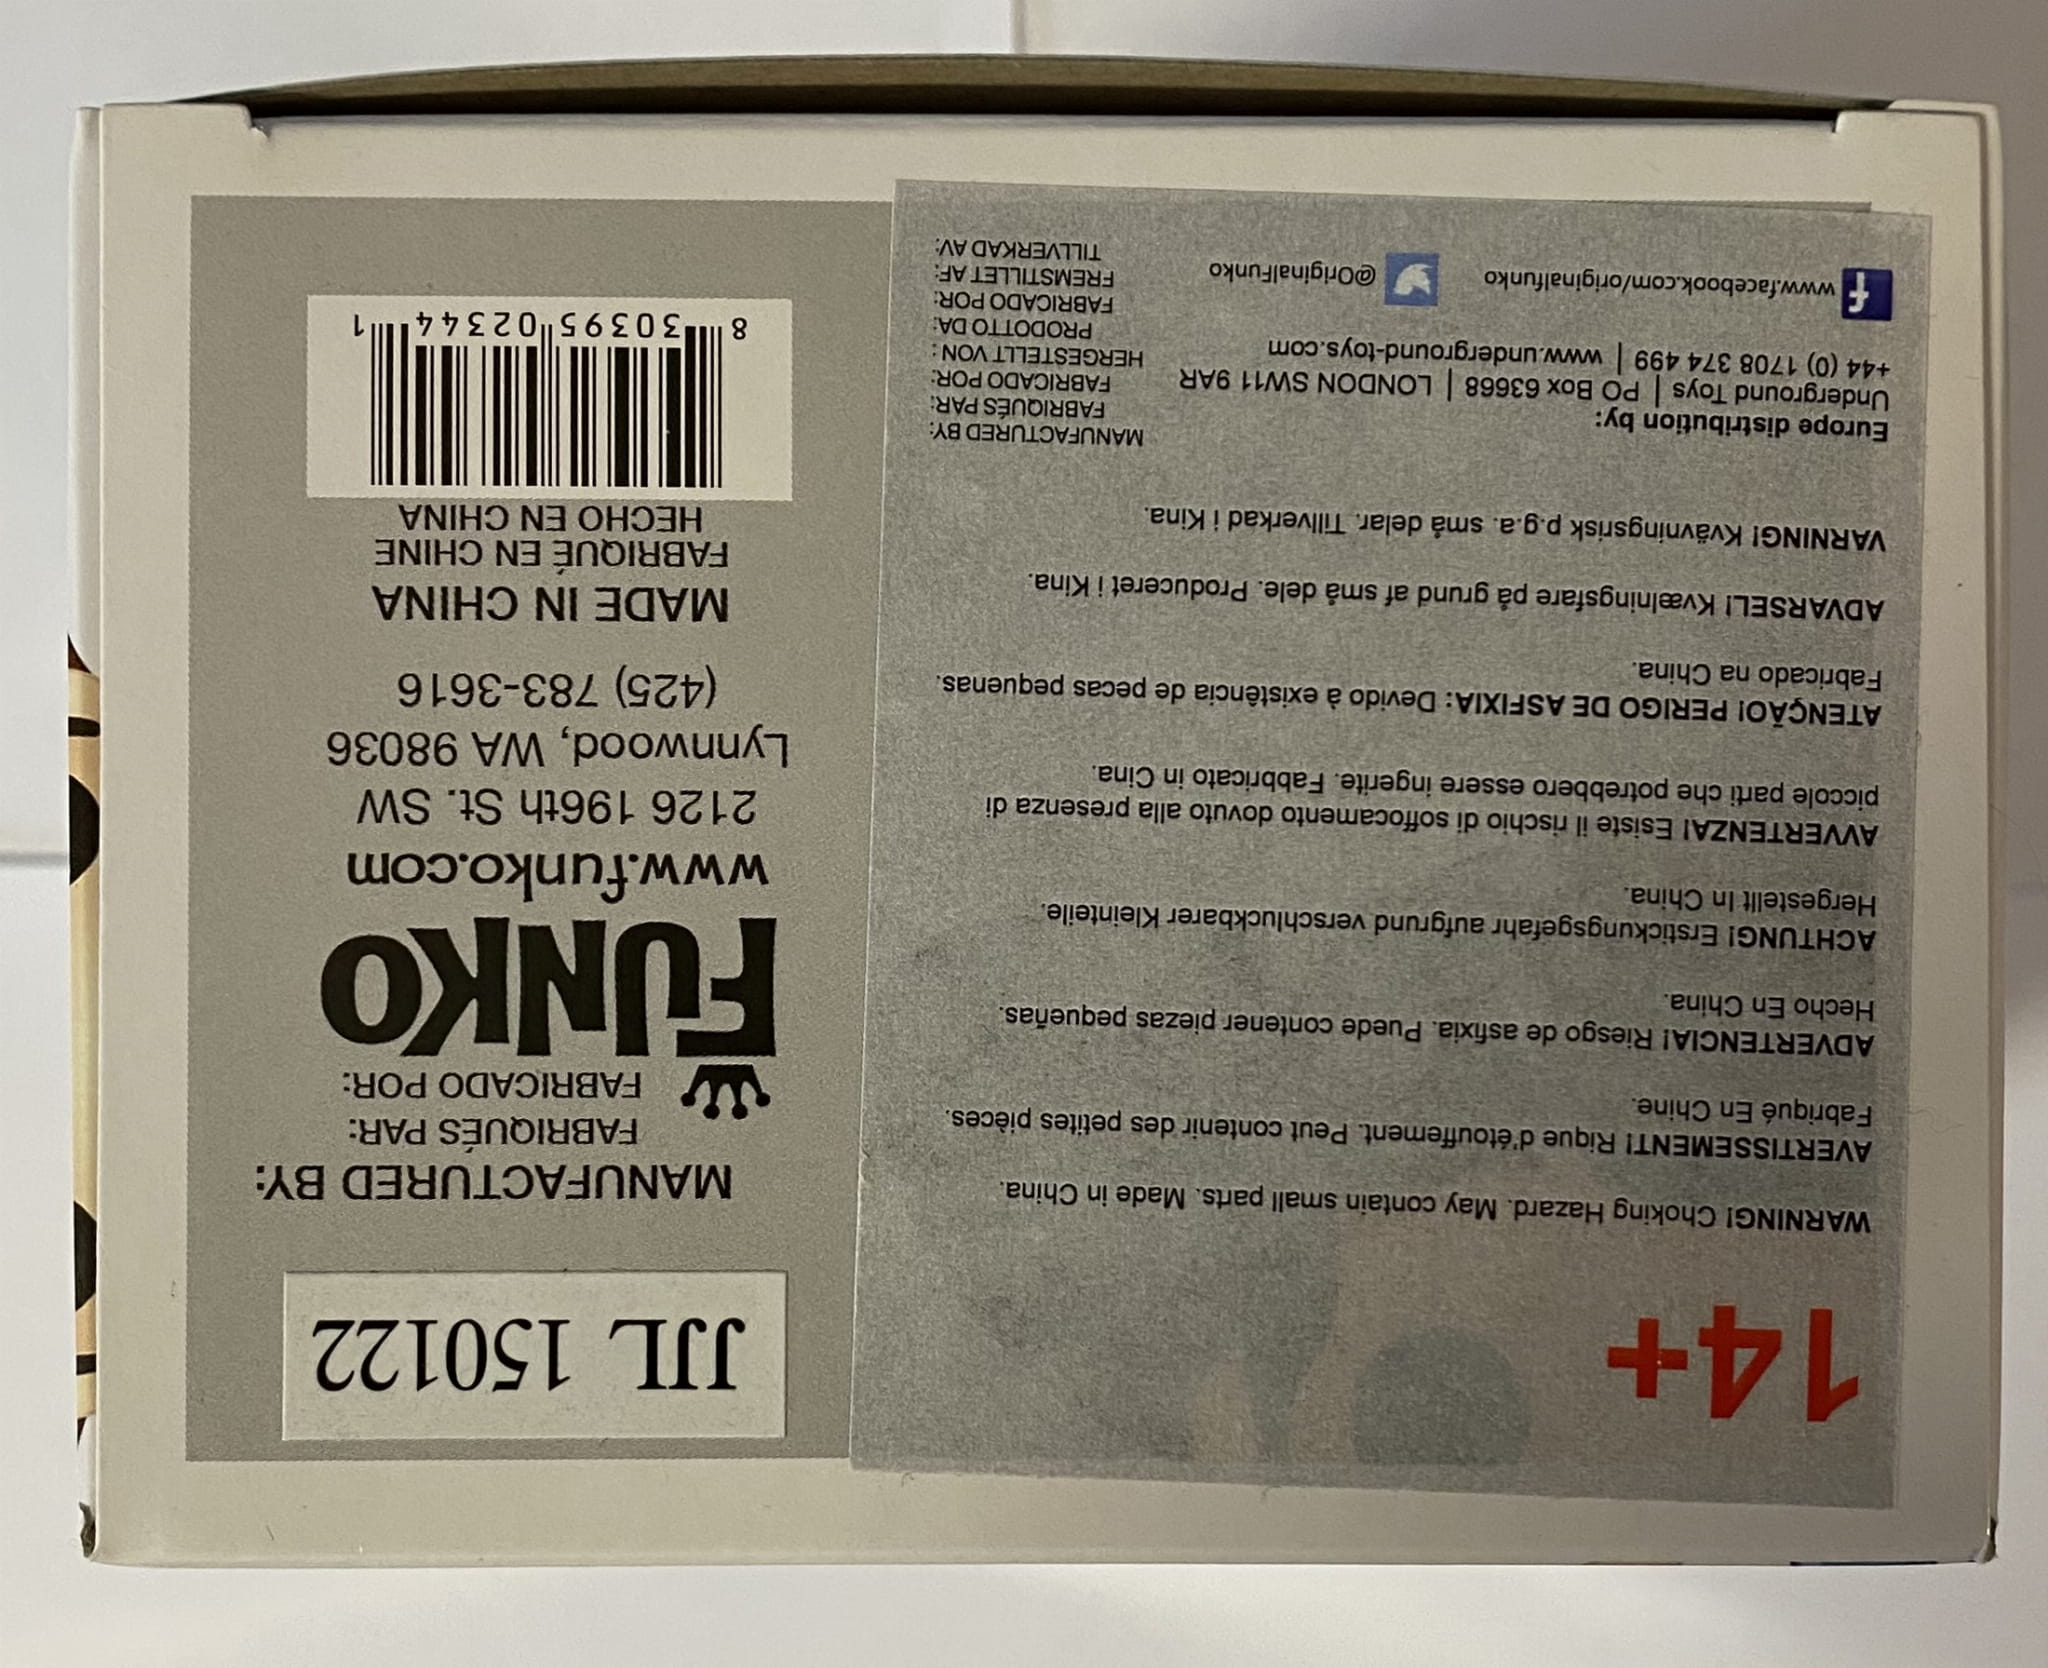 14+
WARNING! Choking Hazard. May contain small parts. Made in China.
AVERTISSEMENT! Rique d'étouffement. Peut contenir des petites pièces.
Fabriqué En Chine.
ADVERTENCIA! Riesgo de asfixia. Puede contener piezas pequeñas.
Hecho En China.
ACHTUNG! Erstickungsgefahr aufgrund verschluckbarer Kleinteile.
Hergestellt In China.
AVVERTENZA! Esiste il rischio di soffocamento dovuto alla presenza di
piccole parti che potrebbero essere ingerite. Fabbricato in Cina.
ATENÇÃO! PERIGO DE ASFIXIA: Devido à existência de pecas pequenas.
Fabricado na China.
ADVARSEL! Kvælningsfare på grund af små dele. Produceret i Kina.
VARNING! Kvävningsrisk p.g.a. små delar. Tillverkad i Kina.
Europe distribution by:
Underground Toys | PO Box 63668 | LONDON SW11 9AR
+44 (0) 1708 374 499 | www.underground-toys.com
www.facebook.com/originalfunko
@OriginalFunko
MANUFACTURED BY:
FABRIQUÉS PAR:
FABRICADO POR:
HERGESTELLT VON:
PRODOTTO DA:
FABRICADO POR:
FREMSTILLET AF:
TILLVERKAD AV:
JJL 150122
MANUFACTURED BY:
FABRIQUÉS PAR:
FABRICADO POR:
FUNKO
www.funko.com
2126 196th St. SW
Lynnwood, WA 98036
(425) 783-3616
MADE IN CHINA
FABRIQUÉ EN CHINE
HECHO EN CHINA
8 30395 02344 1